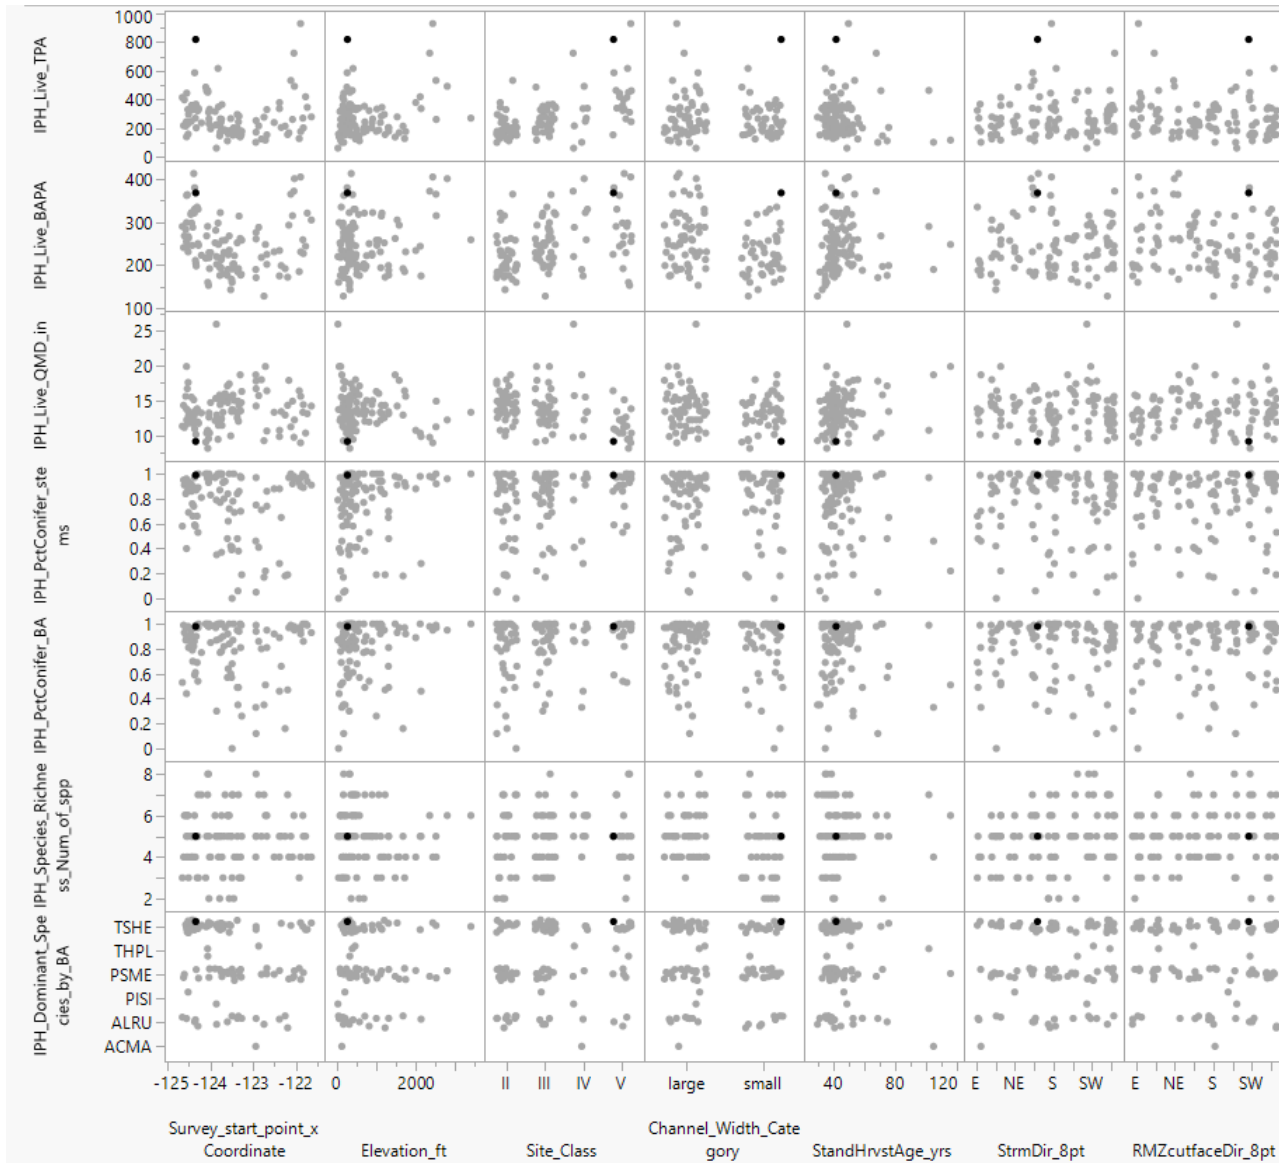 IPH_Live_TPA
1000
800
600
400
200
0
IPH_Live_BAPA
400
300
200
100
IPH_Live_QMD_in
25
20
15
10
IPH_PctConifer_ste
ms
1
0.8
0.6
0.4
0.2
0
IPH_PctConifer_BA
1
0.8
0.6
0.4
0.2
0
IPH_Species_Richne
ss_Num_of_spp
8
6
4
2
IPH_Dominant_Spe
cies_by_BA
TSHE
THPL
PSME
PISI
ALRU
ACMA
-125 -124 -123 -122 0 2000 II III IV V large small 40 80 120 E NE S SW E NE S SW
Survey_start_point_x
Coordinate
Elevation_ft
Site_Class
Channel_Width_Cate
gory
StandHrvstAge_yrs
StrmDir_8pt
RMZcutfaceDir_8pt